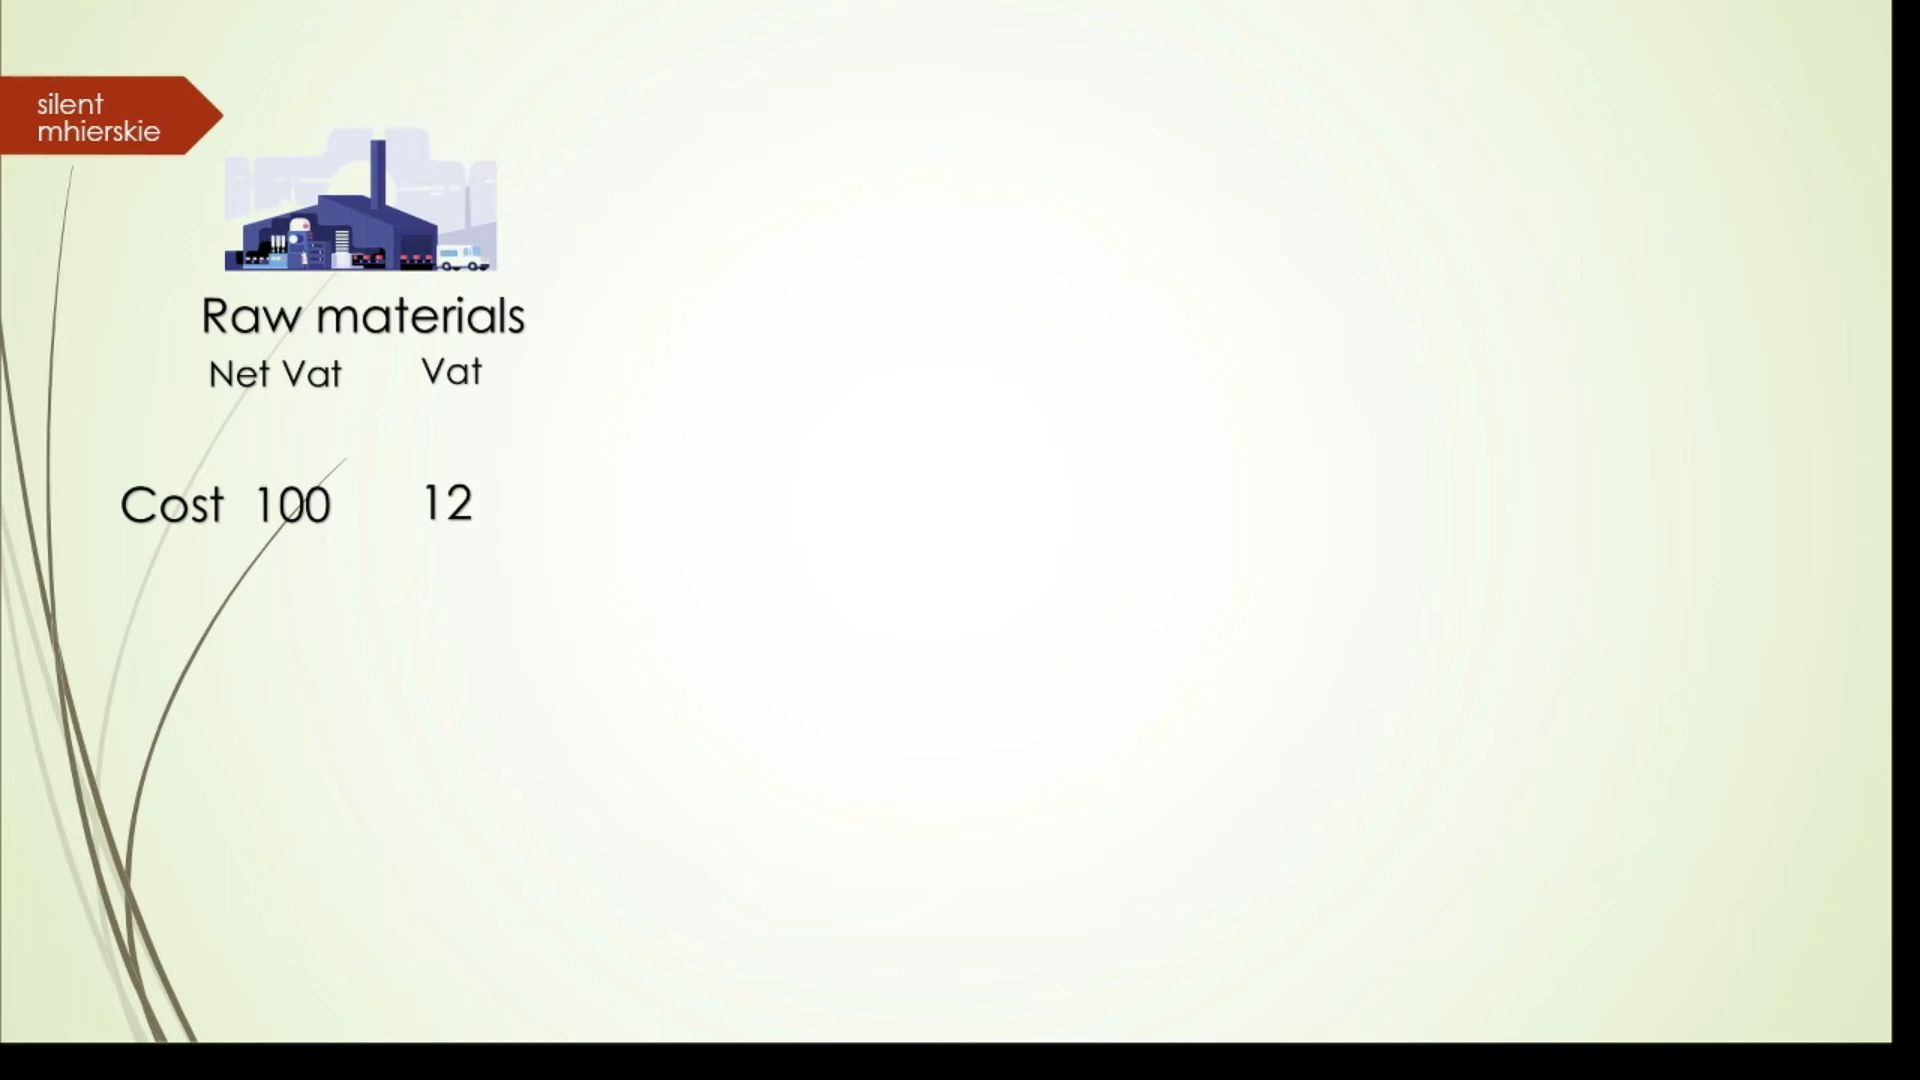 silent
mhierskie
Raw materials
Net Vat Vat
Cost 100 12